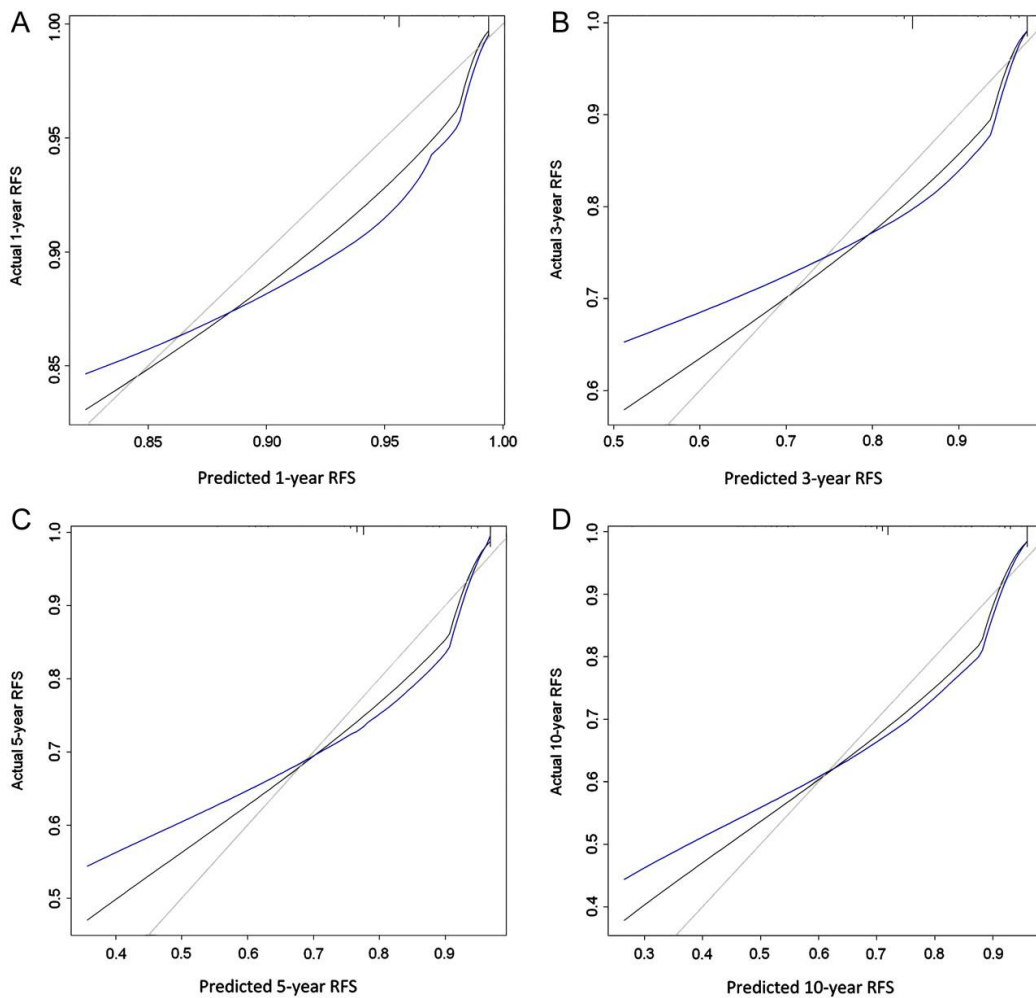 A
1.00
0.95
0.90
0.85
Actual 1-year RFS
0.85 0.90 0.95 1.00
Predicted 1-year RFS
B
1.0
0.9
0.8
0.7
0.6
Actual 3-year RFS
0.5 0.6 0.7 0.8 0.9
Predicted 3-year RFS
C
1.0
0.9
0.8
0.7
0.6
0.5
Actual 5-year RFS
0.4 0.5 0.6 0.7 0.8 0.9
Predicted 5-year RFS
D
1.0
0.9
0.8
0.7
0.6
0.5
0.4
Actual 10-year RFS
0.3 0.4 0.5 0.6 0.7 0.8 0.9
Predicted 10-year RFS